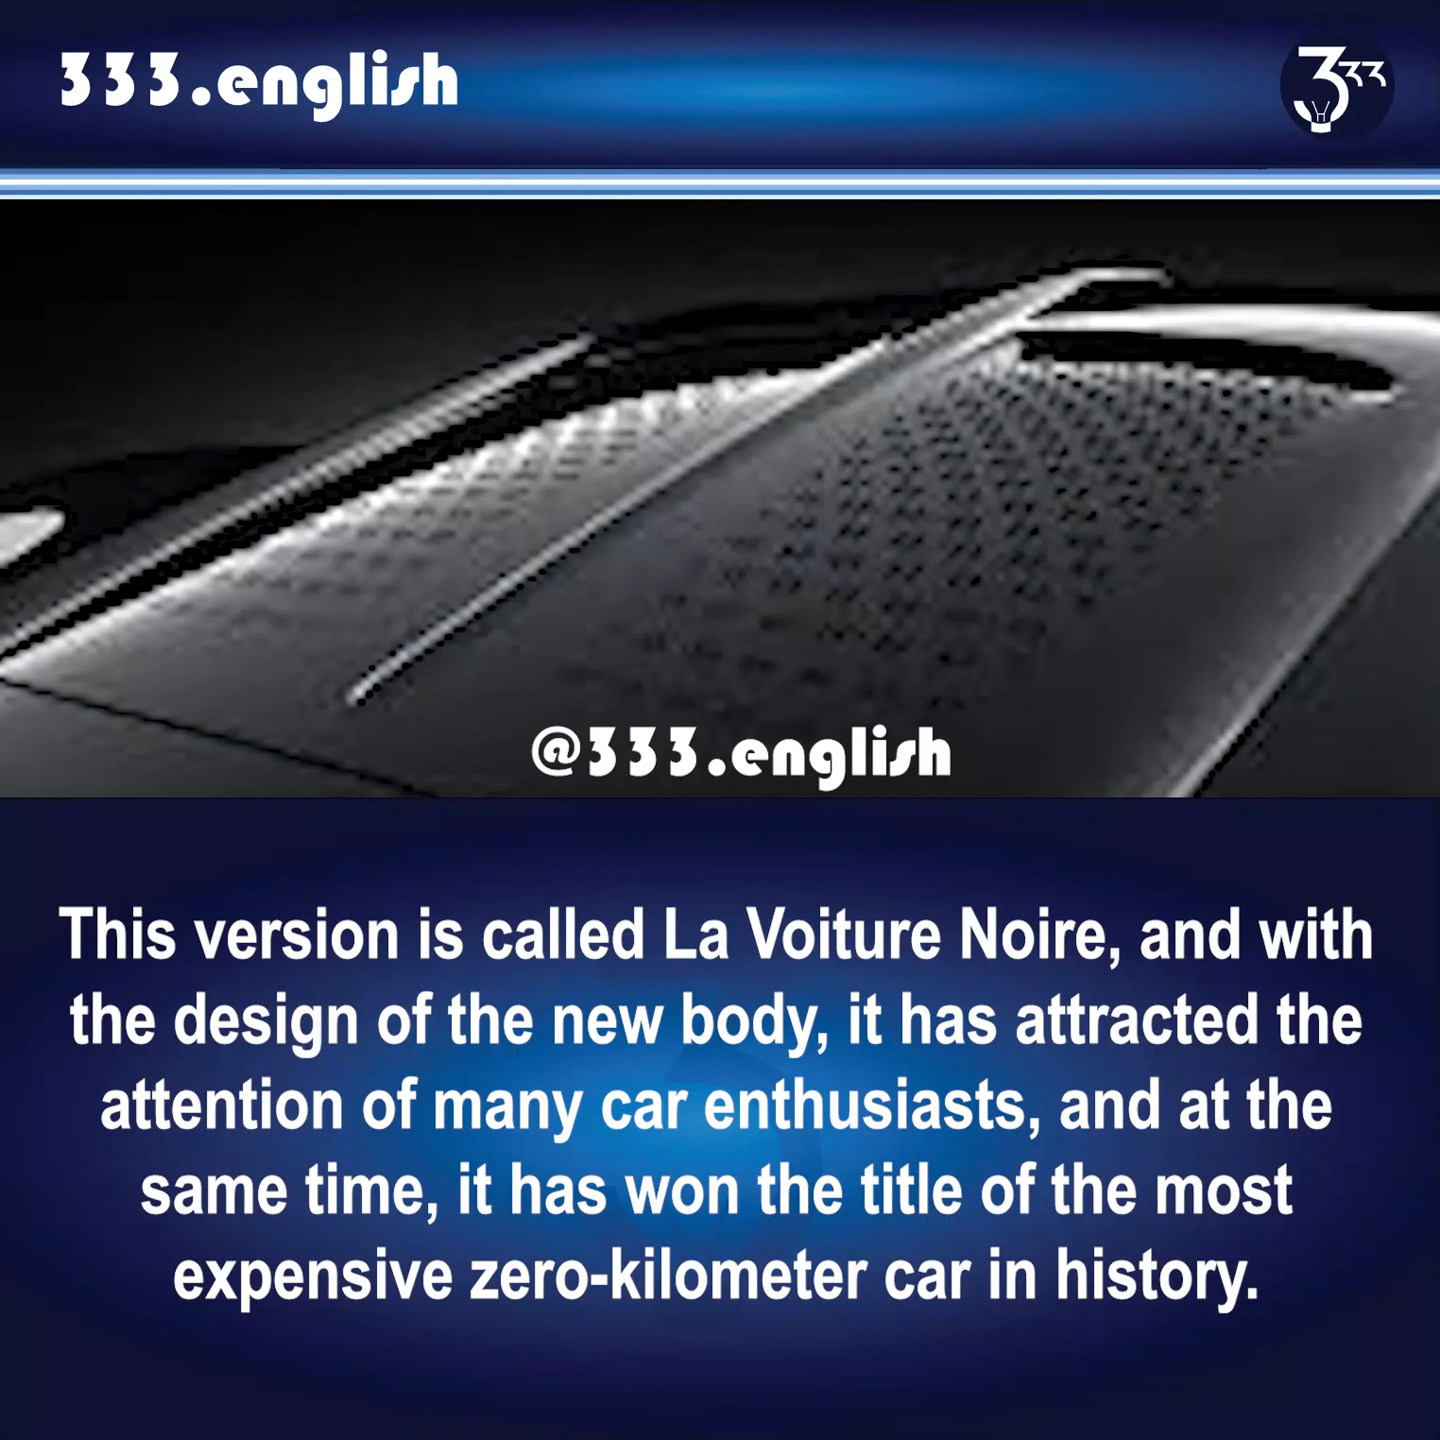 333.english
333
@333.english
This version is called La Voiture Noire, and with
the design of the new body, it has attracted the
attention of many car enthusiasts, and at the
same time, it has won the title of the most
expensive zero-kilometer car in history.